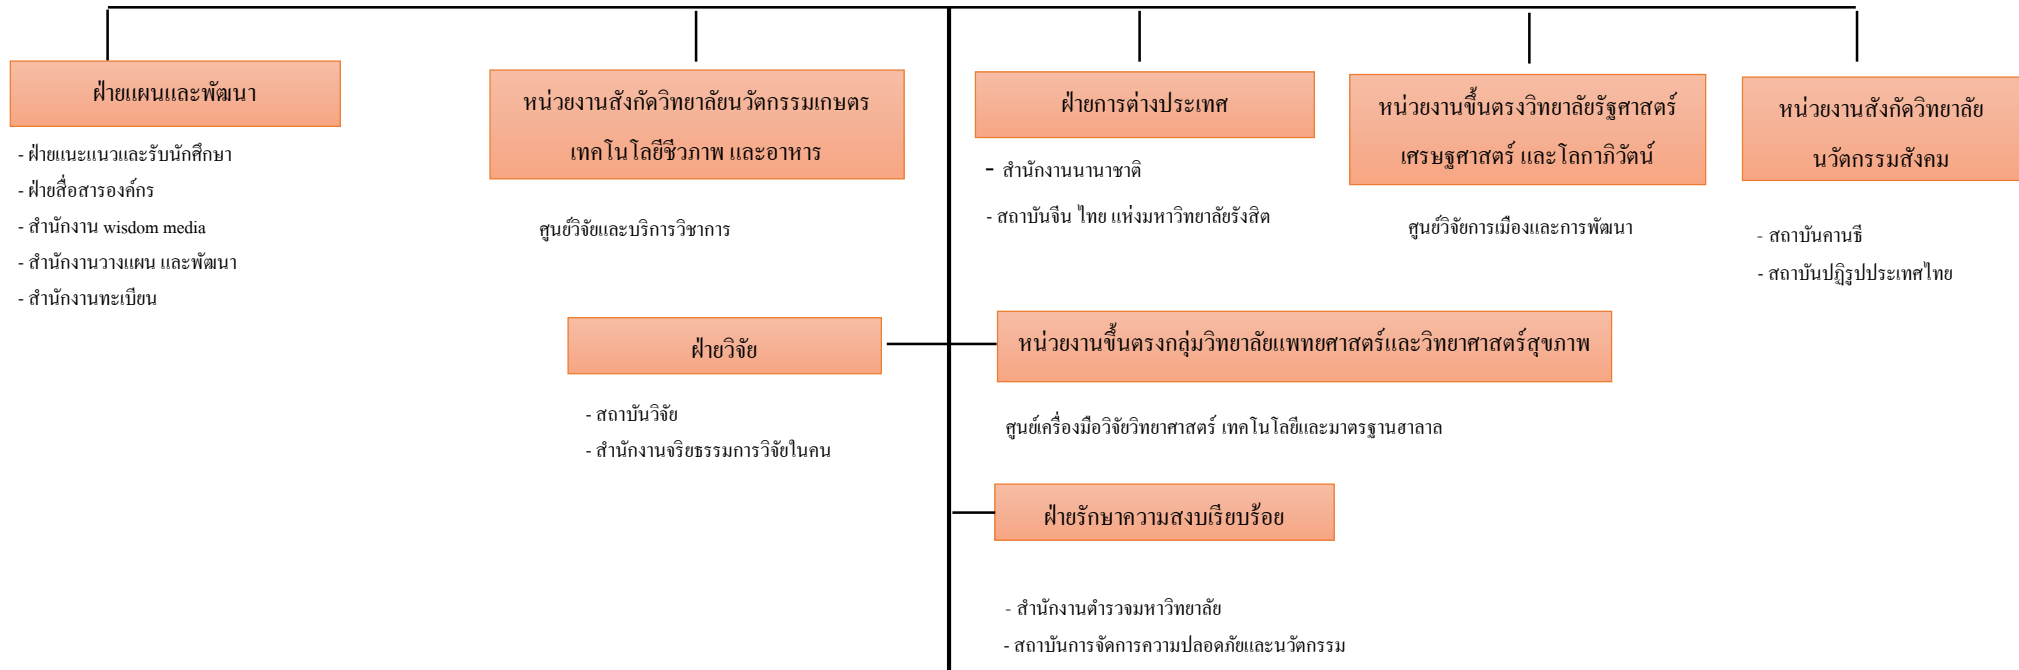 ฝ่ายแผนและพัฒนา
- ฝ่ายแนะแนวและรับนักศึกษา
- ฝ่ายสื่อสารองค์กร
- สำนักงาน wisdom media
- สำนักงานวางแผน และพัฒนา
- สำนักงานทะเบียน
หน่วยงานสังกัดวิทยาลัยนวัตกรรมเกษตร
เทคโนโลยีชีวภาพ และอาหาร
ศูนย์วิจัยและบริการวิชาการ
ฝ่ายการต่างประเทศ
- สำนักงานนานาชาติ
- สถาบันจีน ไทย แห่งมหาวิทยาลัยรังสิต
หน่วยงานขึ้นตรงวิทยาลัยรัฐศาสตร์
เศรษฐศาสตร์ และโลกาภิวัตน์
ศูนย์วิจัยการเมืองและการพัฒนา
หน่วยงานสังกัดวิทยาลัย
นวัตกรรมสังคม
- สถาบันคานธี
- สถาบันปฏิรูปประเทศไทย
ฝ่ายวิจัย
- สถาบันวิจัย
- สำนักงานจริยธรรมการวิจัยในคน
หน่วยงานขึ้นตรงกลุ่มวิทยาลัยแพทยศาสตร์และวิทยาศาสตร์สุขภาพ
ศูนย์เครื่องมือวิจัยวิทยาศาสตร์ เทคโนโลยีและมาตรฐานฮาลาล
ฝ่ายรักษาความสงบเรียบร้อย
- สำนักงานตำรวจมหาวิทยาลัย
- สถาบันการจัดการความปลอดภัยและนวัตกรรม